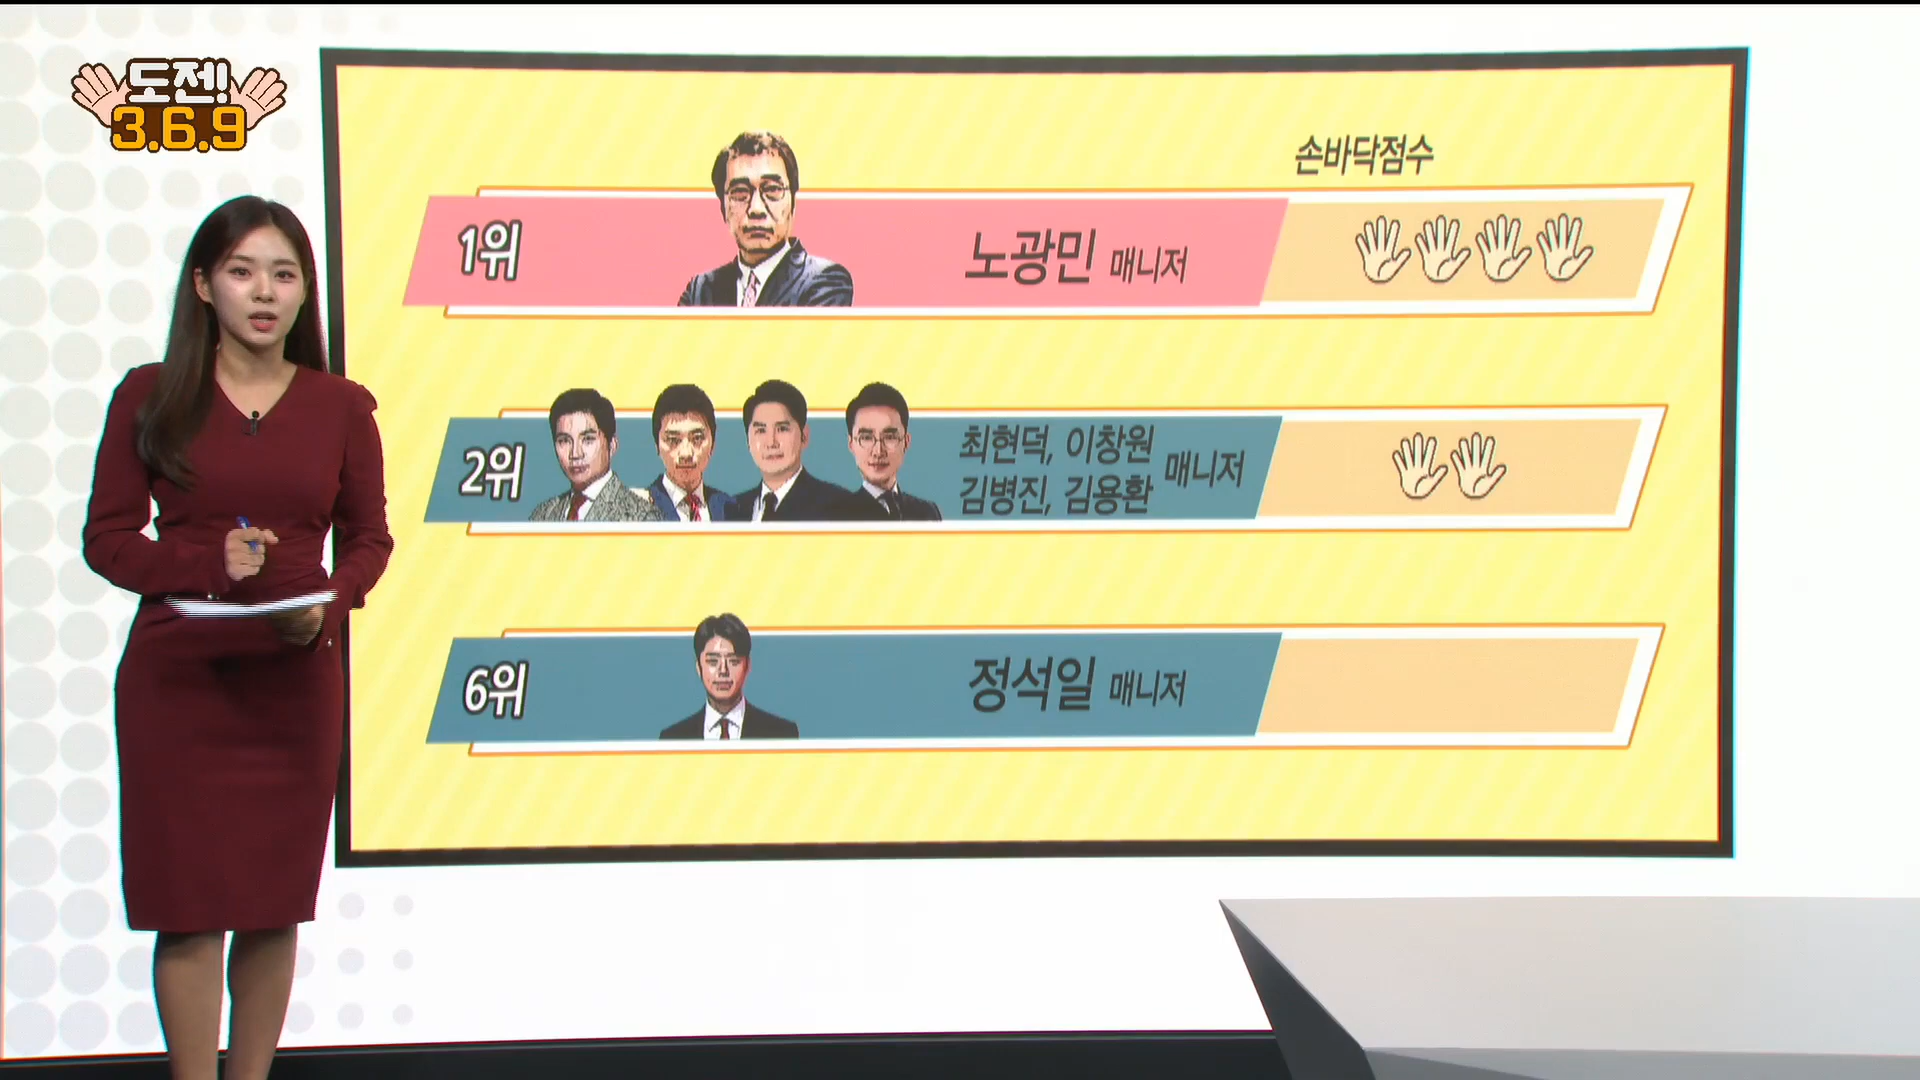 도전!
3.6.9
손바닥점수
1위
노광민 매니저
2위
최현덕, 이창원
김병진, 김용환
매니저
6위
정석일 매니저